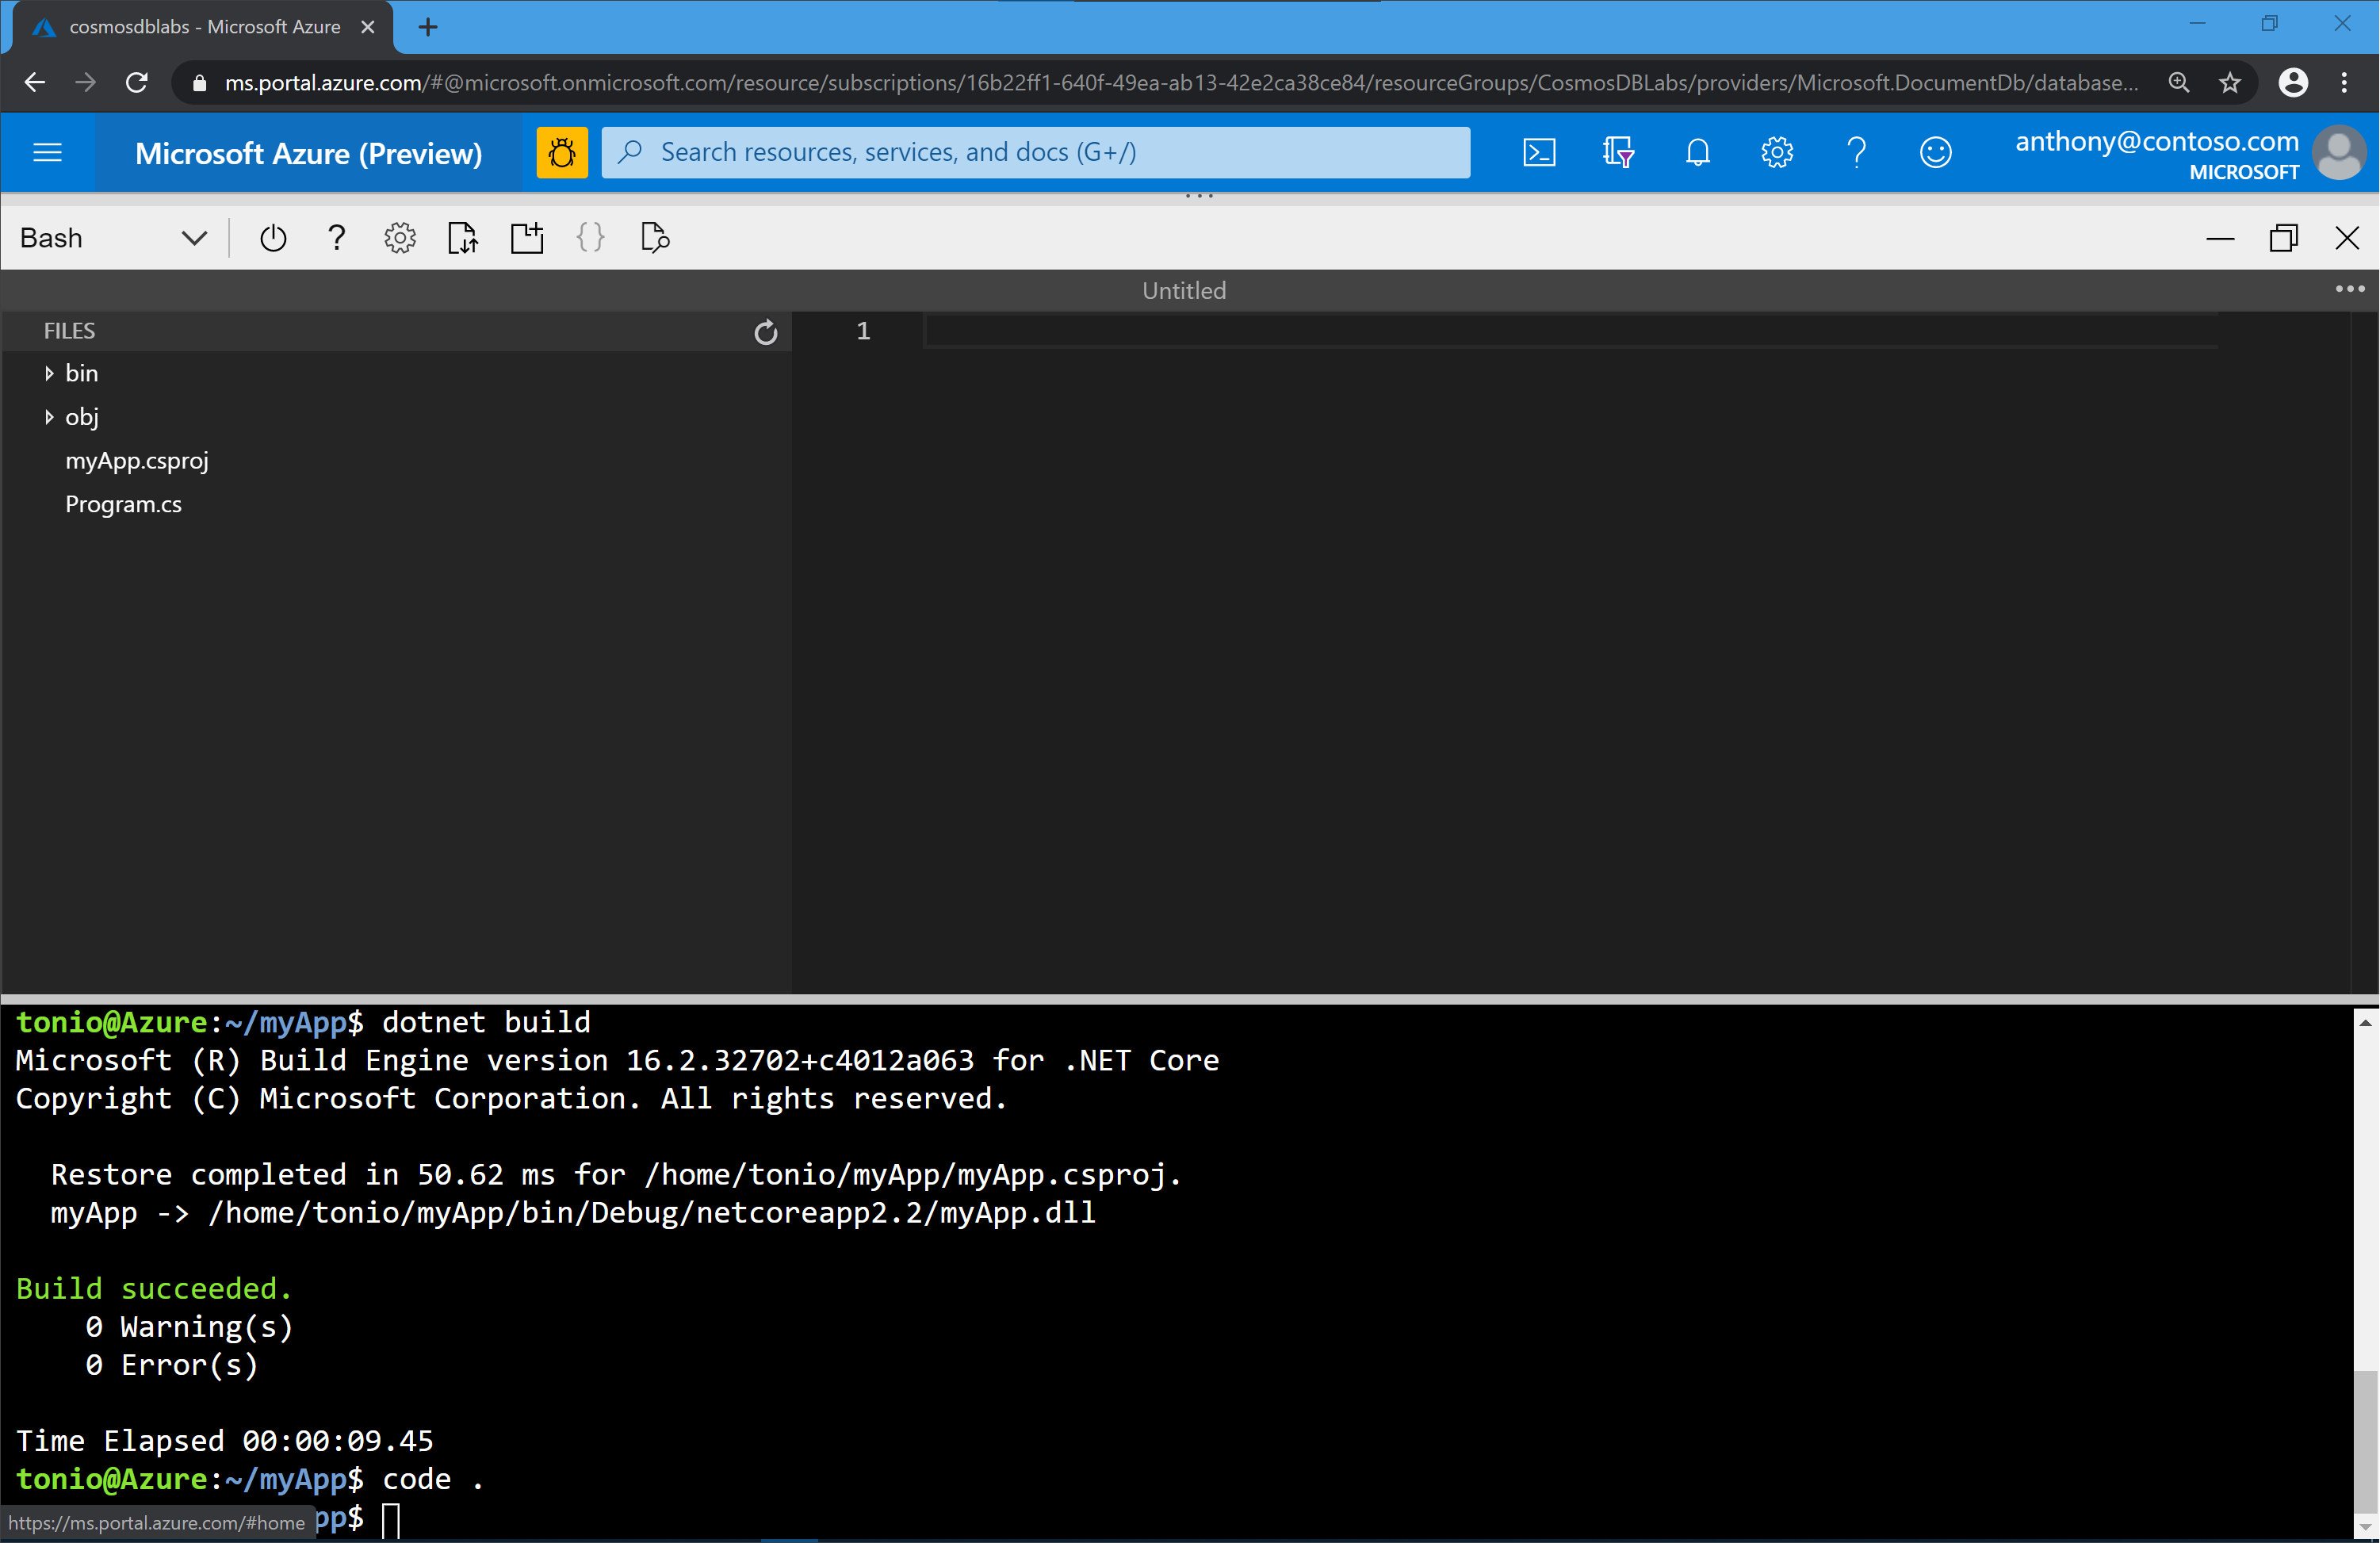 cosmosdblabs - Microsoft Azure
ms.portal.azure.com/#@microsoft.onmicrosoft.com/resource/subscriptions/16b22ff1-640f-49ea-ab13-42e2ca38ce84/resourceGroups/CosmosDBLabs/providers/Microsoft.DocumentDb/database...
Microsoft Azure (Preview)
Search resources, services, and docs (G+/)
anthony@contoso.com
MICROSOFT
Bash
Untitled
FILES
1
bin
obj
myApp.csproj
Program.cs
tonio@Azure:~/myApp$ dotnet build
Microsoft (R) Build Engine version 16.2.32702+c4012a063 for .NET Core
Copyright (C) Microsoft Corporation. All rights reserved.
Restore completed in 50.62 ms for /home/tonio/myApp/myApp.csproj.
myApp -> /home/tonio/myApp/bin/Debug/netcoreapp2.2/myApp.dll
Build succeeded.
0 Warning(s)
0 Error(s)
Time Elapsed 00:00:09.45
tonio@Azure:~/myApp$ code .
https://ms.portal.azure.com/#home pp$